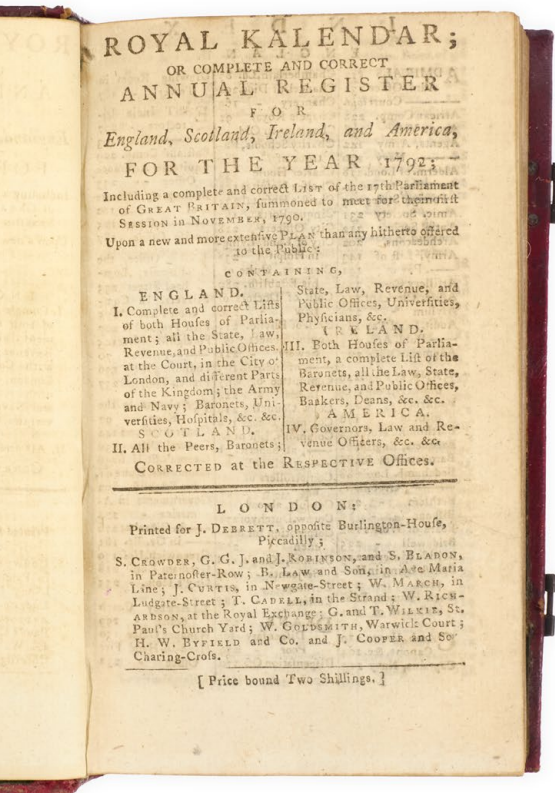 ROYAL KALENDAR;
OR COMPLETE AND CORRECT
ANNUAL REGISTER
FOR
England, Scotland, Ireland, and America,
FOR THE YEAR 1792;
Including a complete and correct LIST of the 17th Parliament
of GREAT BRITAIN, summoned to meet for their first
SESSION in NOVEMBER, 1790.
Upon a new and more extensive PLAN than any hitherto offered
to the Public:
CONTAINING,
ENGLAND.
I. Complete and correct Lists
of both Houses of Parlia-
ment; all the State, Law,
Revenue, and Public Offices,
at the Court, in the City of
London, and different Parts
of the Kingdom; the Army
and Navy; Baronets, Uni-
versities, Hospitals, &c. &c.
SCOTLAND.
II. All the Peers, Baronets;
State, Law, Revenue, and
Public Offices, Universities,
Physicians, &c.
IRELAND.
III. Both Houses of Parlia-
ment, a complete List of the
Baronets, all the Law, State,
Revenue, and Public Offices,
Bankers, Deans, &c. &c.
AMERICA.
IV. Governors, Law and Re-
venue Officers, &c. &c.
CORRECTED at the RESPECTIVE Offices.
LONDON:
Printed for J. DEBRETT, opposite Burlington-House,
Piccadilly;
S. CROWDER, G. G. J. and J. ROBINSON, and S. BLADON,
in Paternoster-Row; B. LAW and Son, in Ave Maria
Line; J. CURTIS, in Newgate-Street; W. MARCH, in
Ludgate-Street; T. CADELL, in the Strand; W. RICH-
ARDSON, at the Royal Exchange; G. and T. WILKIE, St.
Paul's Church Yard; W. GOLDSMITH, Warwick Court;
H. W. BYFIELD and Co. and J. COOPER and So
Charing-Cross.
[Price bound Two Shillings.]